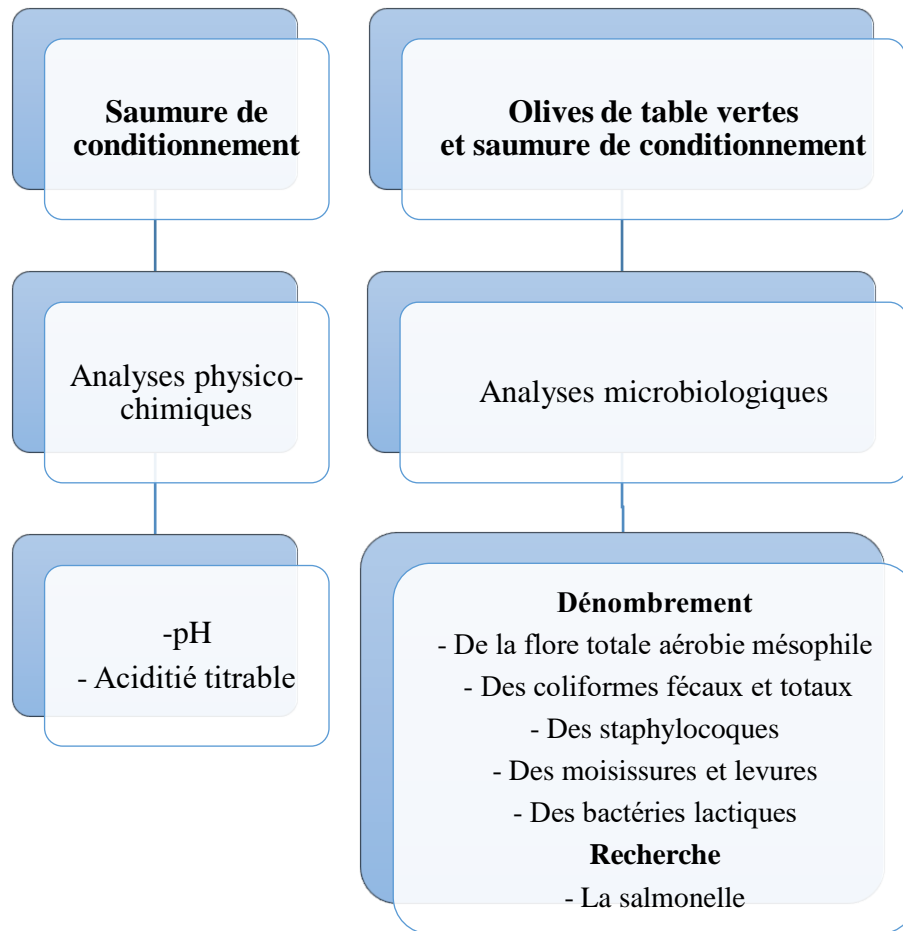 Saumure de
conditionnement
Analyses physico-
chimiques
-pH
- Aciditié titrable
Olives de table vertes
et saumure de conditionnement
Analyses microbiologiques
Dénombrement
- De la flore totale aérobie mésophile
- Des coliformes fécaux et totaux
- Des staphylocoques
- Des moisissures et levures
- Des bactéries lactiques
Recherche
- La salmonelle